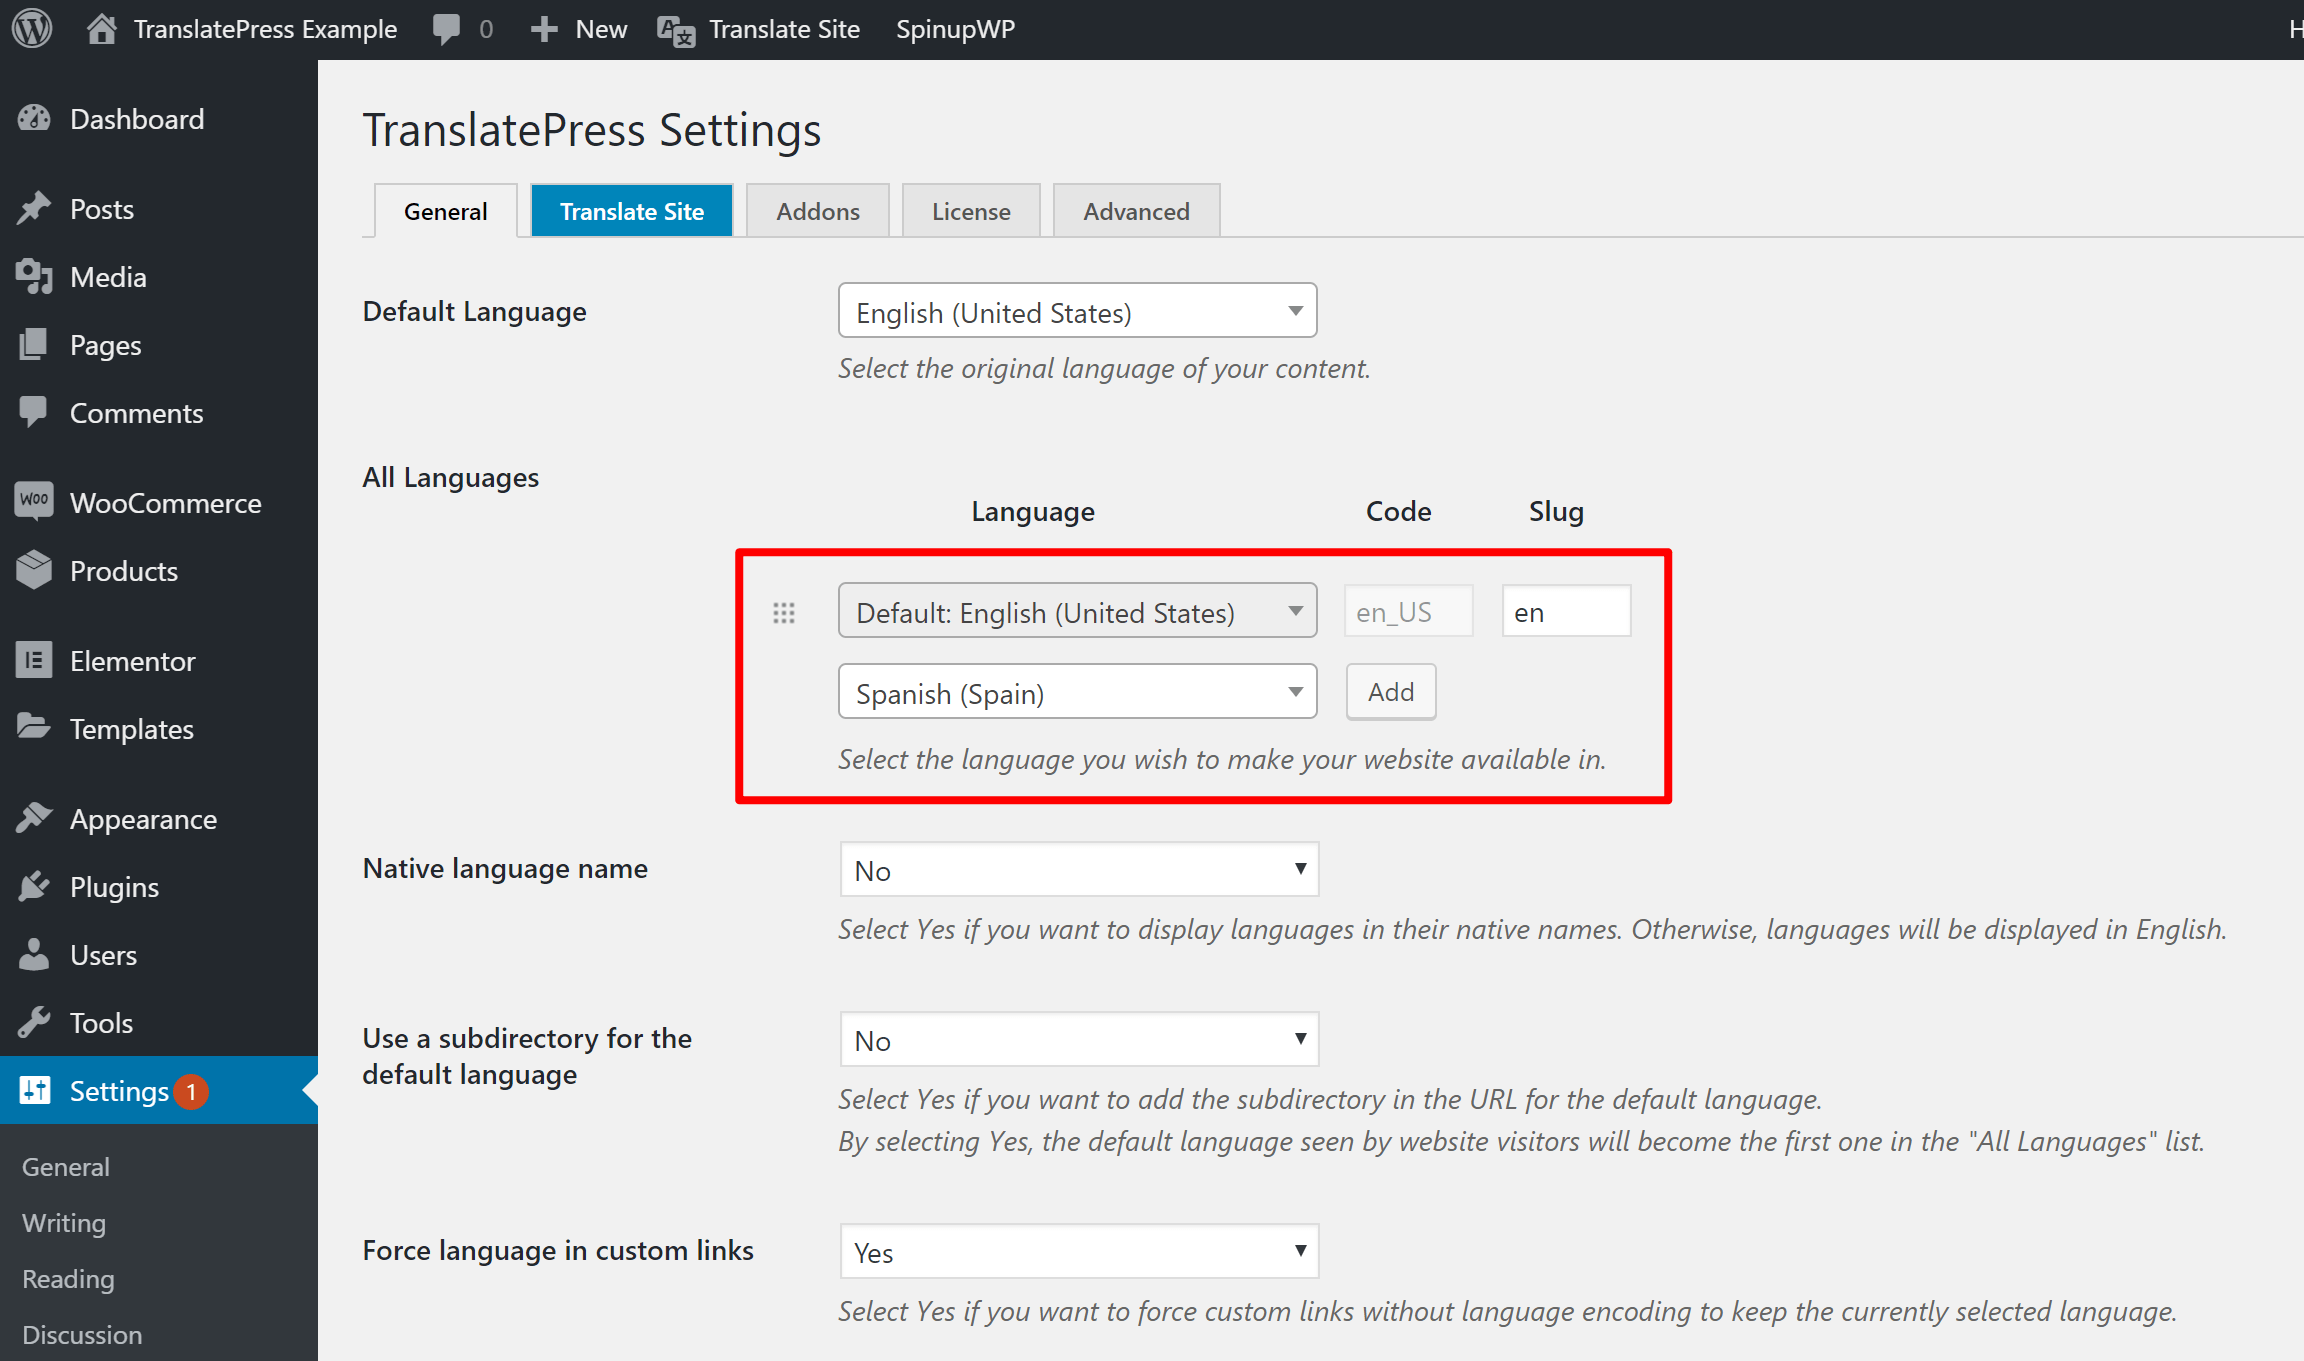 TranslatePress Example 0 New Translate Site SpinupWP H
Dashboard
Posts
Media
Pages
Comments
WOO WooCommerce
Products
Elementor
Templates
Appearance
Plugins
Users
Tools
Settings 1
General
Writing
Reading
Discussion
TranslatePress Settings
General Translate Site Addons License Advanced
Default Language
English (United States)
Select the original language of your content.
All Languages
Language Code Slug
Default: English (United States) en_US en
Spanish (Spain) Add
Select the language you wish to make your website available in.
Native language name
No
Select Yes if you want to display languages in their native names. Otherwise, languages will be displayed in English.
Use a subdirectory for the
default language
No
Select Yes if you want to add the subdirectory in the URL for the default language.
By selecting Yes, the default language seen by website visitors will become the first one in the "All Languages" list.
Force language in custom links
Yes
Select Yes if you want to force custom links without language encoding to keep the currently selected language.